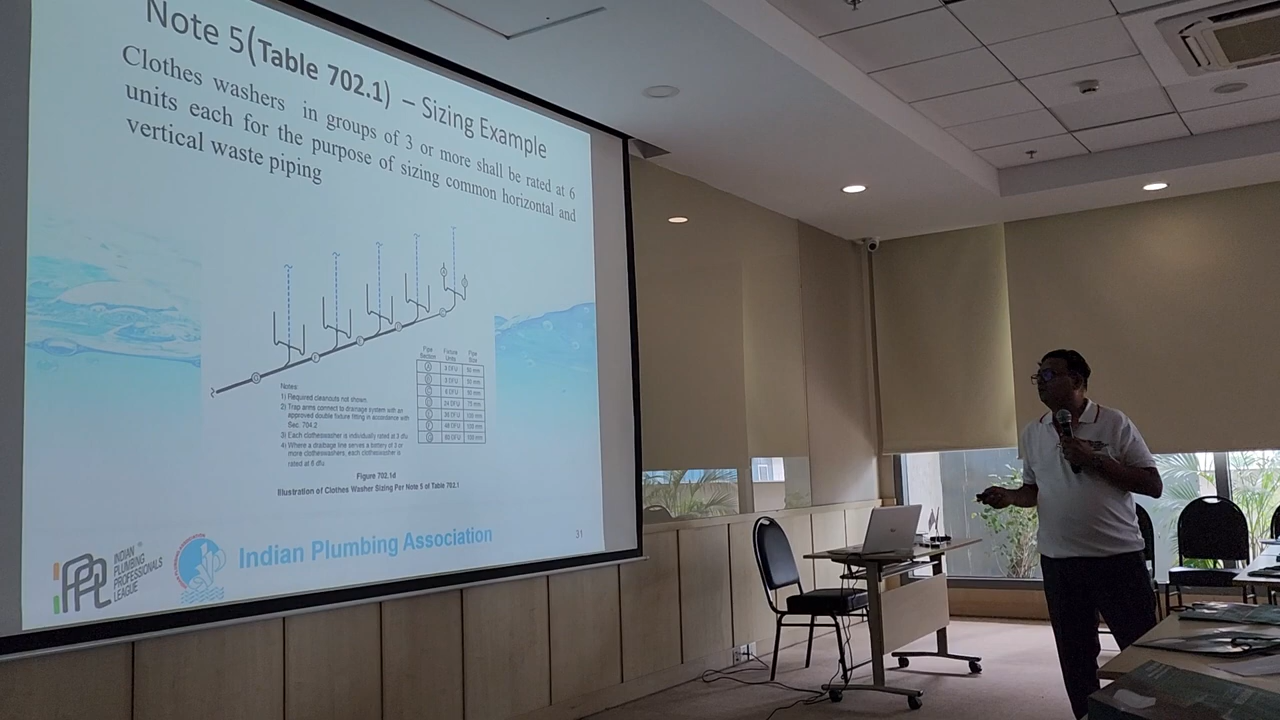 Note 5(Table 702.1) – Sizing Example
Clothes washers in groups of 3 or more shall be rated at 6
units each for the purpose of sizing common horizontal and
vertical waste piping
Pipe Section Fixture Units Pipe Size
A 3 DFU 50 mm
B 3 DFU 50 mm
C 6 DFU 50 mm
D 24 DFU 75 mm
E 36 DFU 100 mm
F 48 DFU 100 mm
G 60 DFU 100 mm
Notes:
1) Required cleanouts not shown.
2) Trap arms connect to drainage system with an
approved double fixture fitting in accordance with
Sec. 704.2
3) Each clotheswasher is individually rated at 3 dfu
4) Where a drainage line serves a battery of 3 or
more clotheswashers, each clotheswasher is
rated at 6 dfu.
Figure 702.1d
Illustration of Clothes Washer Sizing Per Note 5 of Table 702.1
IPPL
INDIAN
PLUMBING
PROFESSIONALS
LEAGUE
Indian Plumbing Association
31